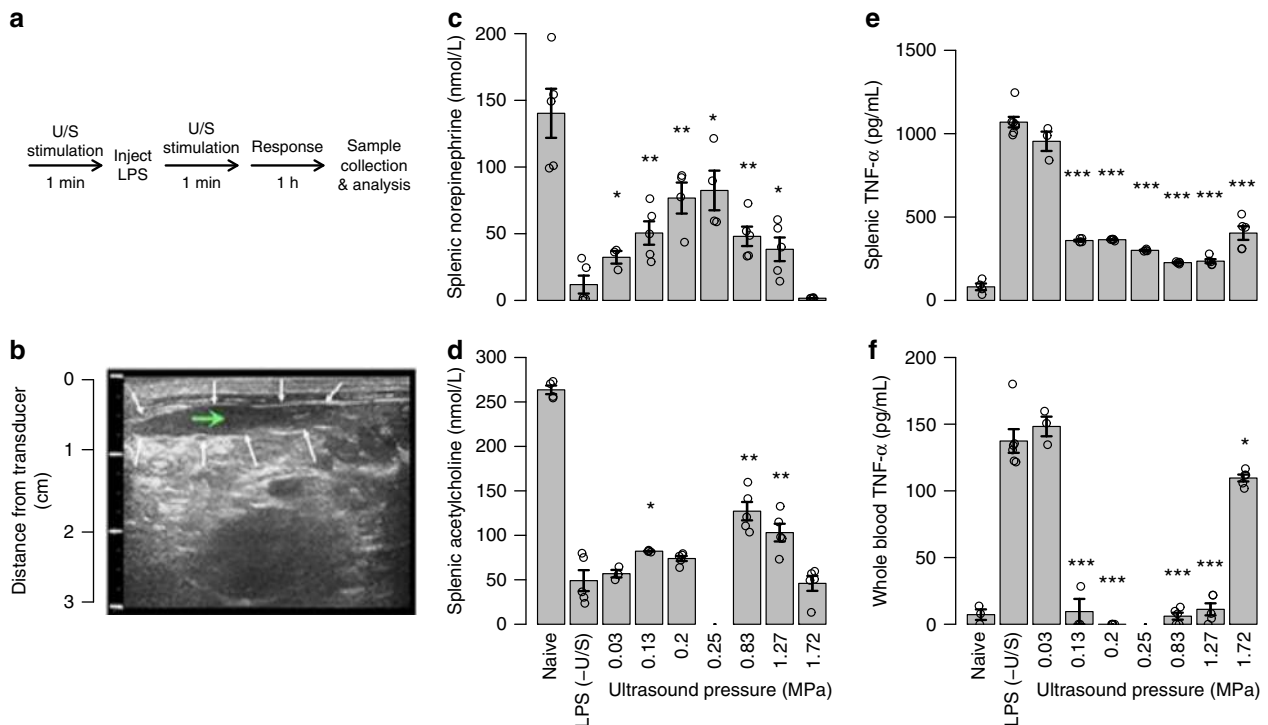 a
U/S
stimulation
1 min
Inject
LPS
U/S
stimulation
1 min
Response
1 h
Sample
collection
& analysis
b
Distance from transducer
(cm)
0
1
2
3
c
Splenic norepinephrine (nmol/L)
200
150
100
50
0
*
**
**
*
**
*
d
Splenic acetylcholine (nmol/L)
300
250
200
150
100
50
0
*
**
**
Naive
LPS (–U/S)
0.03
0.13
0.2
0.25
0.83
1.27
1.72
Ultrasound pressure (MPa)
e
Splenic TNF-α (pg/mL)
1500
1000
500
0
***
***
***
***
***
***
f
Whole blood TNF-α (pg/mL)
200
150
100
50
0
***
***
***
***
*
Naive
LPS (–U/S)
0.03
0.13
0.2
0.25
0.83
1.27
1.72
Ultrasound pressure (MPa)